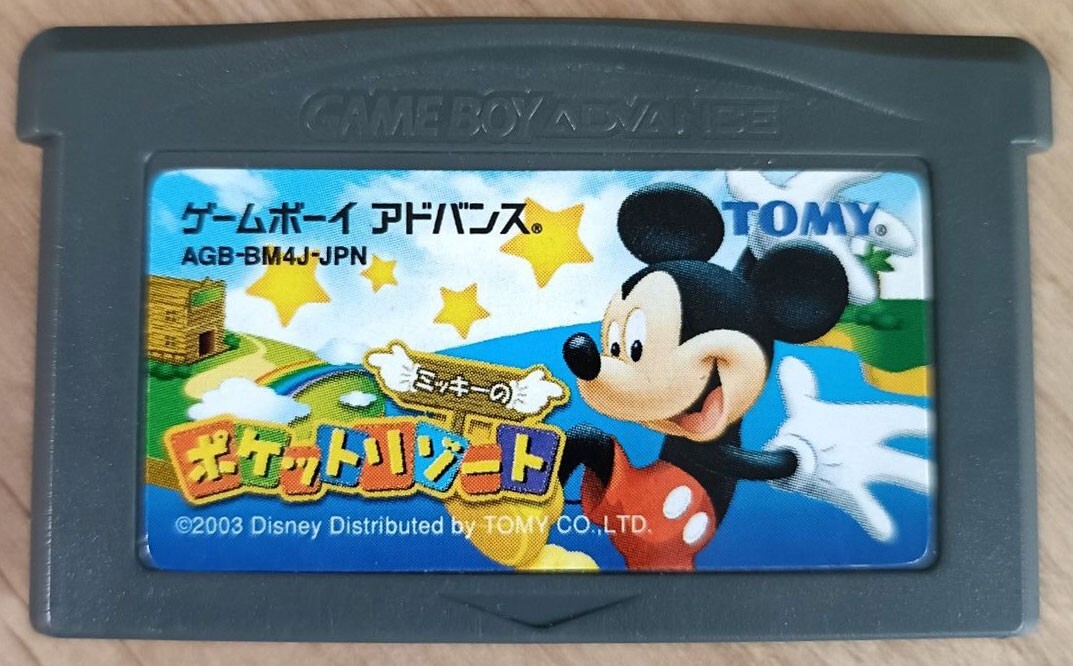 GAME BOY ADVANCE
ゲームボーイ アドバンス®
TOMY®
AGB-BM4J-JPN
ミッキーの
ポケットリゾート
©2003 Disney Distributed by TOMY CO.,LTD.